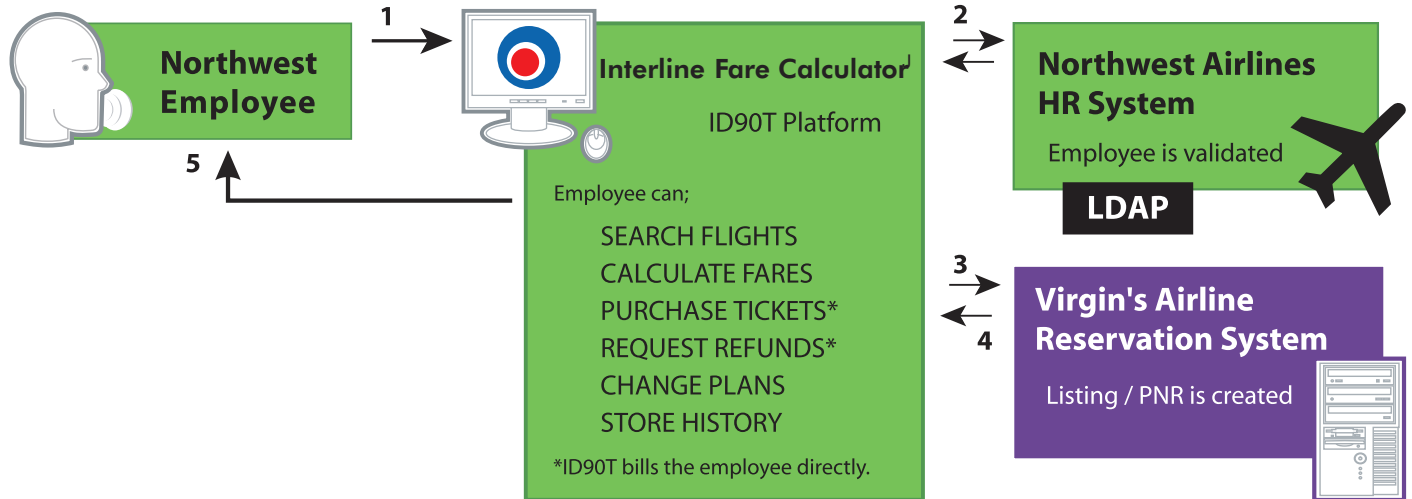 1
Northwest
Employee
5
Interline Fare Calculator
ID90T Platform
Employee can;
SEARCH FLIGHTS
CALCULATE FARES
PURCHASE TICKETS*
REQUEST REFUNDS*
CHANGE PLANS
STORE HISTORY
*ID90T bills the employee directly.
2
Northwest Airlines
HR System
Employee is validated
LDAP
3
4
Virgin's Airline
Reservation System
Listing / PNR is created